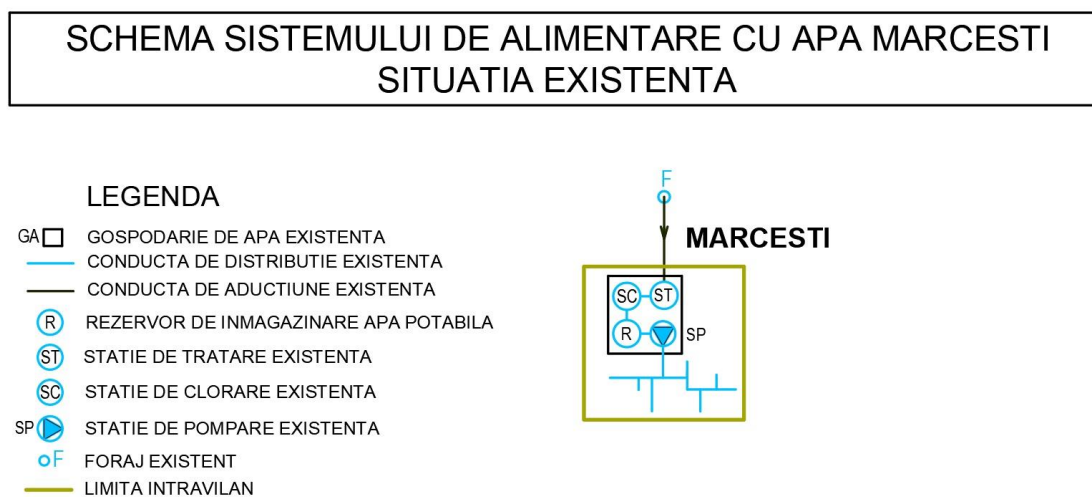 SCHEMA SISTEMULUI DE ALIMENTARE CU APA MARCESTI
SITUATIA EXISTENTA
LEGENDA
GA GOSPODARIE DE APA EXISTENTA
CONDUCTA DE DISTRIBUTIE EXISTENTA
CONDUCTA DE ADUCTIUNE EXISTENTA
R REZERVOR DE INMAGAZINARE APA POTABILA
ST STATIE DE TRATARE EXISTENTA
SC STATIE DE CLORARE EXISTENTA
SP STATIE DE POMPARE EXISTENTA
F FORAJ EXISTENT
LIMITA INTRAVILAN
F
MARCESTI
SC ST
R SP